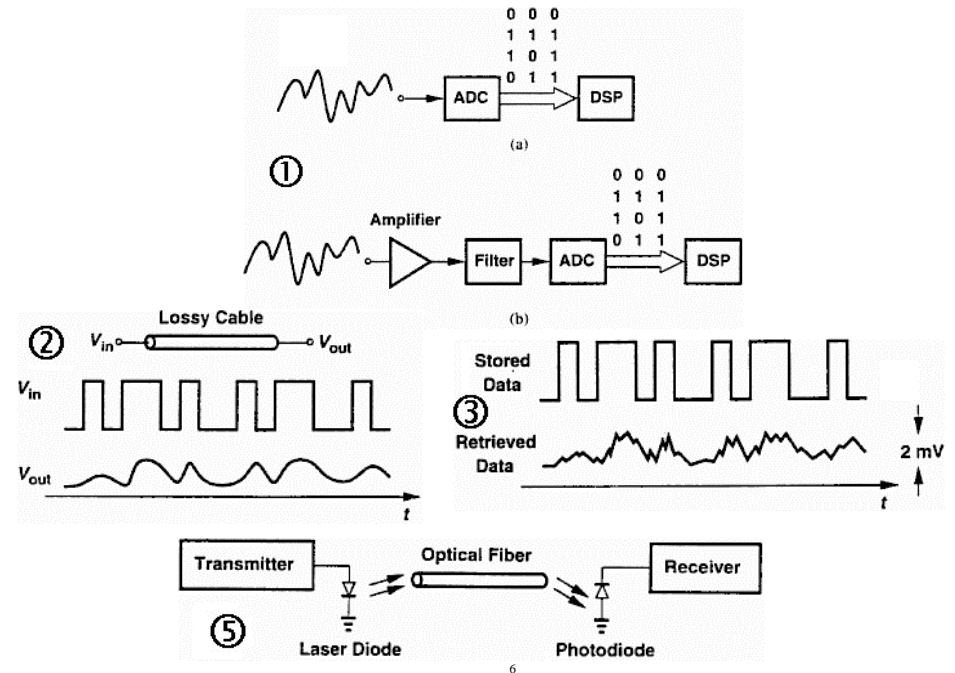 0 0 0
1 1 1
1 0 1
0 1 1
ADC
DSP
(a)
①
0 0 0
1 1 1
1 0 1
0 1 1
Amplifier
Filter
ADC
DSP
(b)
②
Lossy Cable
Vin
Vout
Vin
Vout
t
③
Stored
Data
Retrieved
Data
2 mV
t
Transmitter
Optical Fiber
Receiver
⑤
Laser Diode
Photodiode
6